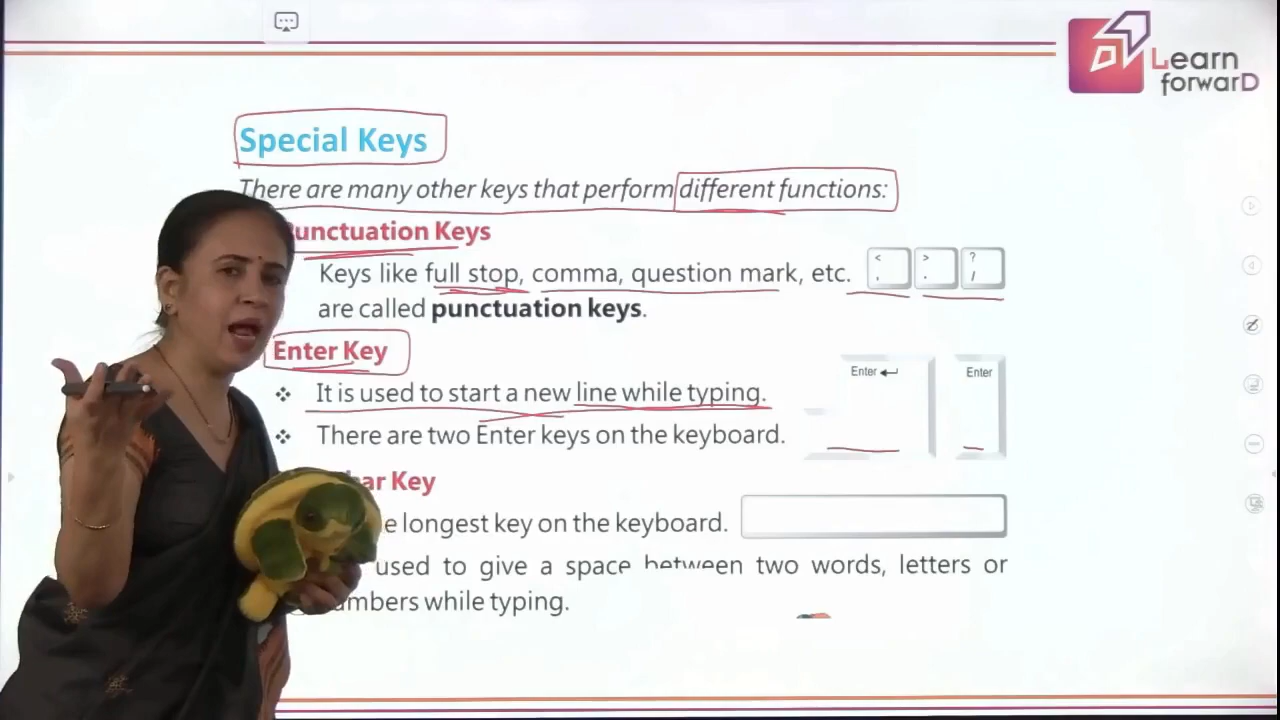 Learn
forwarD
Special Keys
There are many other keys that perform different functions:
Punctuation Keys
Keys like full stop, comma, question mark, etc.
< , > . ? /
are called punctuation keys.
Enter Key
Enter Enter
❖ It is used to start a new line while typing.
❖ There are two Enter keys on the keyboard.
Key
longest key on the keyboard.
used to give a space between two words, letters or
numbers while typing.